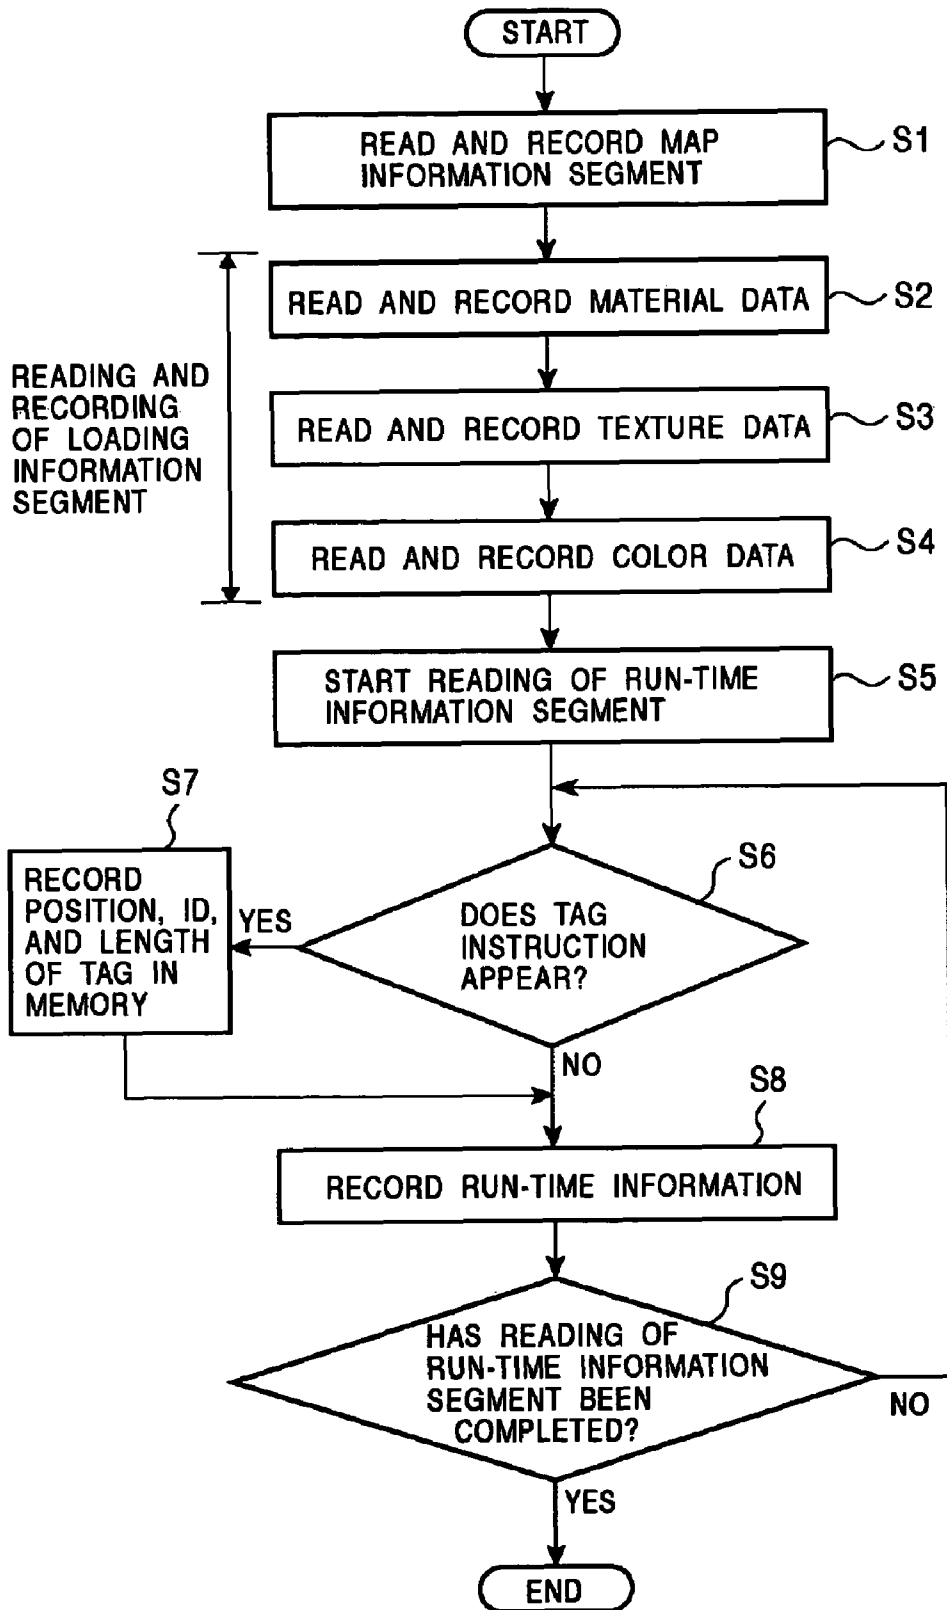 START
READ AND RECORD MAP
INFORMATION SEGMENT
S1
READ AND RECORD MATERIAL DATA
S2
READING AND
RECORDING
OF LOADING
INFORMATION
SEGMENT
READ AND RECORD TEXTURE DATA
S3
READ AND RECORD COLOR DATA
S4
START READING OF RUN-TIME
INFORMATION SEGMENT
S5
S7
RECORD
POSITION, ID,
AND LENGTH
OF TAG IN
MEMORY
YES
S6
DOES TAG
INSTRUCTION
APPEAR?
NO
S8
RECORD RUN-TIME INFORMATION
S9
HAS READING OF
RUN-TIME INFORMATION
SEGMENT BEEN
COMPLETED?
NO
YES
END